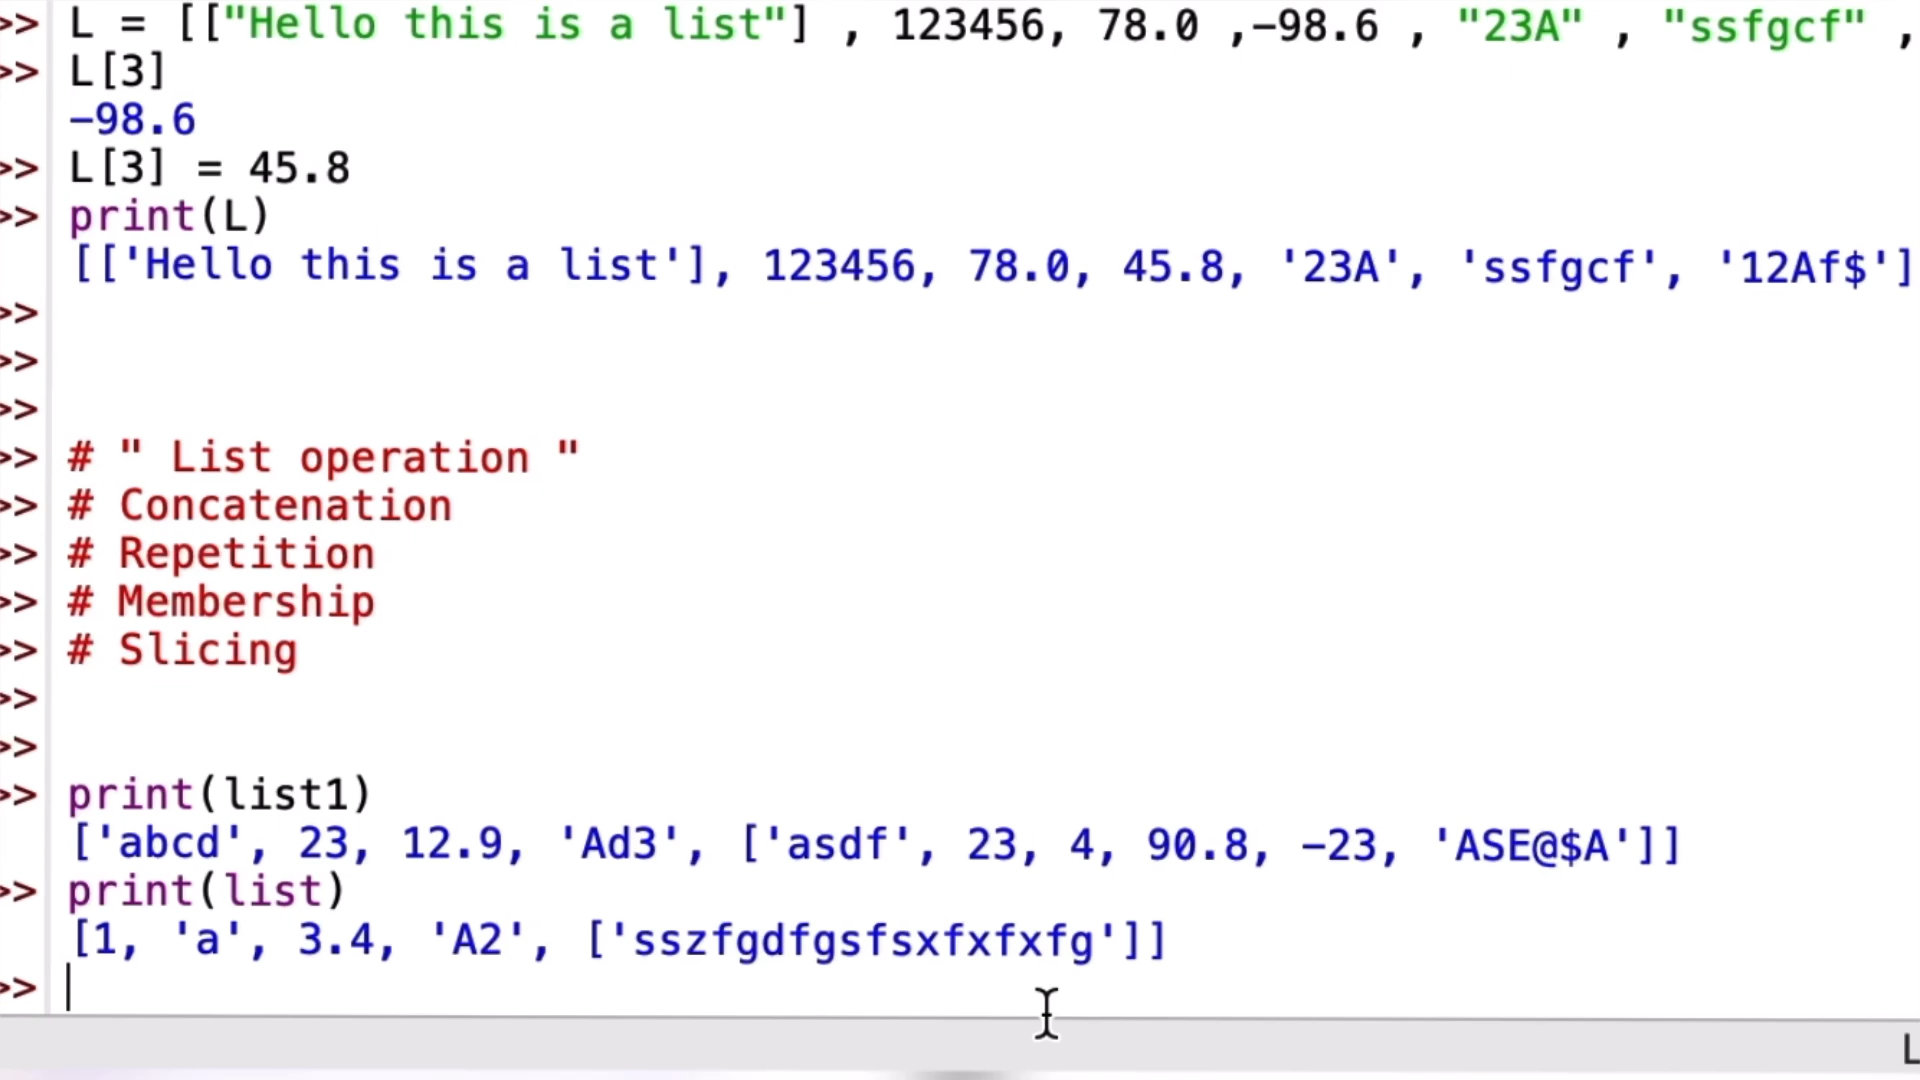 >> L = [["Hello this is a list"] , 123456, 78.0 ,-98.6 , "23A" , "ssfgcf" ,
>> L[3]
-98.6
>> L[3] = 45.8
>> print(L)
[['Hello this is a list'], 123456, 78.0, 45.8, '23A', 'ssfgcf', '12Af$']
>>
>>
>>
>> # " List operation "
>> # Concatenation
>> # Repetition
>> # Membership
>> # Slicing
>>
>>
>> print(list1)
['abcd', 23, 12.9, 'Ad3', ['asdf', 23, 4, 90.8, -23, 'ASE@$A']]
>> print(list)
[1, 'a', 3.4, 'A2', ['sszfgdfgsfsxfxfxfg']]
>>
L